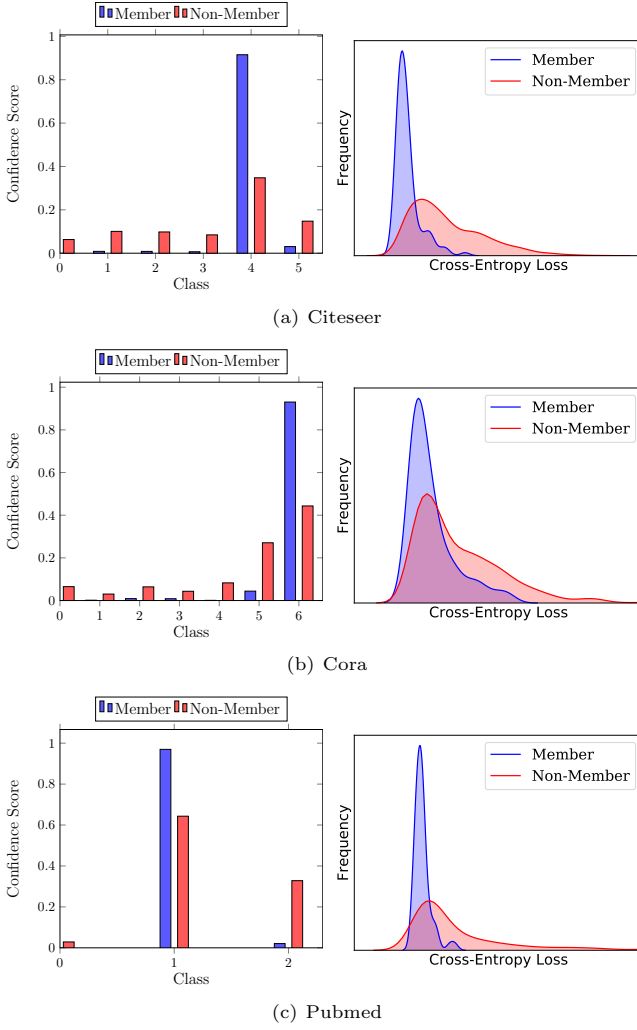 Member Non-Member
Confidence Score
1
0.8
0.6
0.4
0.2
0
0 1 2 3 4 5
Class
Frequency
Member
Non-Member
Cross-Entropy Loss
(a) Citeseer
Member Non-Member
Confidence Score
1
0.8
0.6
0.4
0.2
0
0 1 2 3 4 5 6
Class
Frequency
Member
Non-Member
Cross-Entropy Loss
(b) Cora
Member Non-Member
Confidence Score
1
0.8
0.6
0.4
0.2
0
0 1 2
Class
Frequency
Member
Non-Member
Cross-Entropy Loss
(c) Pubmed